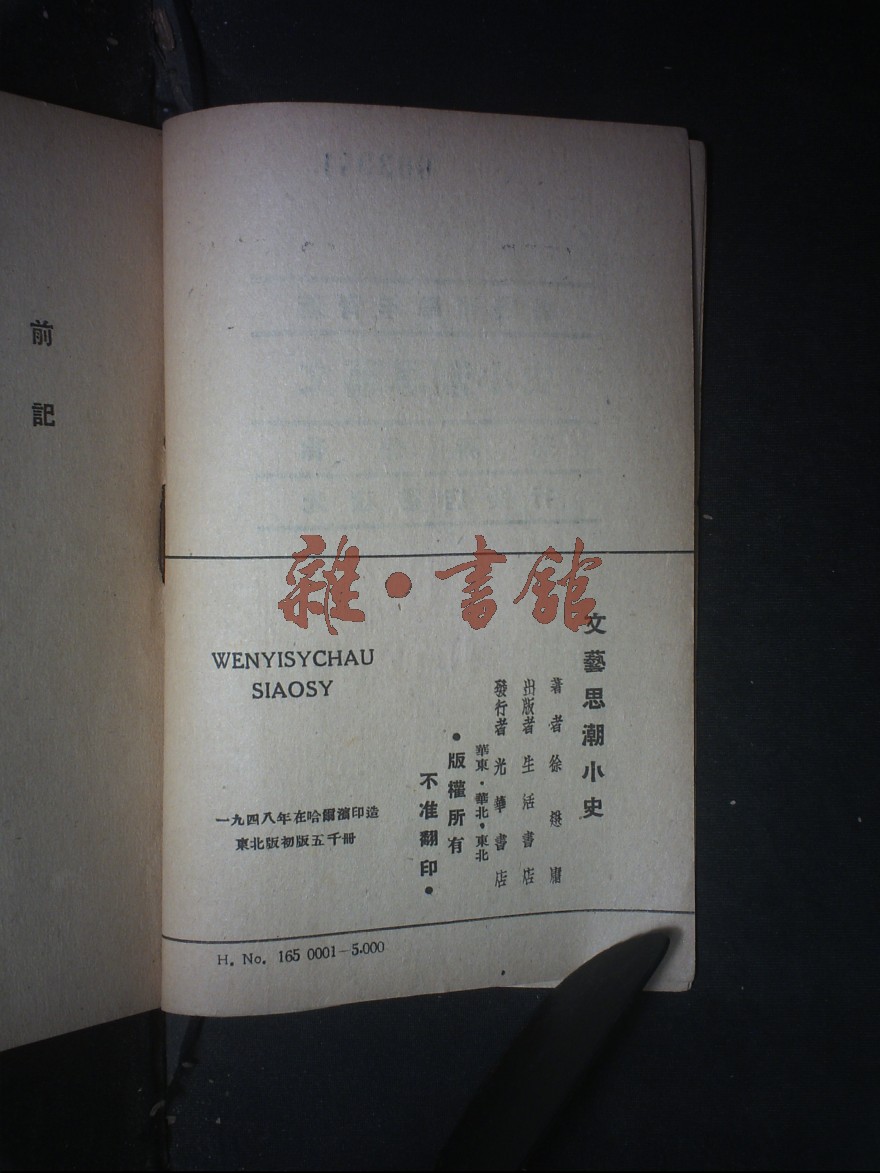 雜·書館
文藝思潮小史
著者 徐懋庸
出版者 生活書店
發行者 光華書店
華東·華北·東北
●版權所有
不准翻印●
WENYISYCHAU
SIAOSY
一九四八年在哈爾濱印造
東北版初版五千冊
H. No. 165 0001—5.000
前記